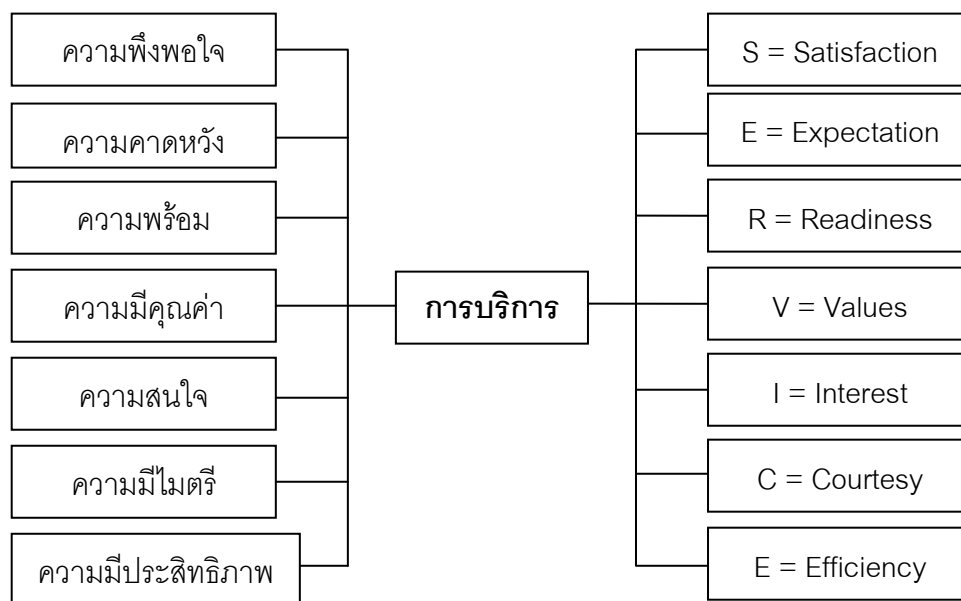 ความพึงพอใจ
ความคาดหวัง
ความพร้อม
ความมีคุณค่า
ความสนใจ
ความมีไมตรี
ความมีประสิทธิภาพ
การบริการ
S = Satisfaction
E = Expectation
R = Readiness
V = Values
I = Interest
C = Courtesy
E = Efficiency